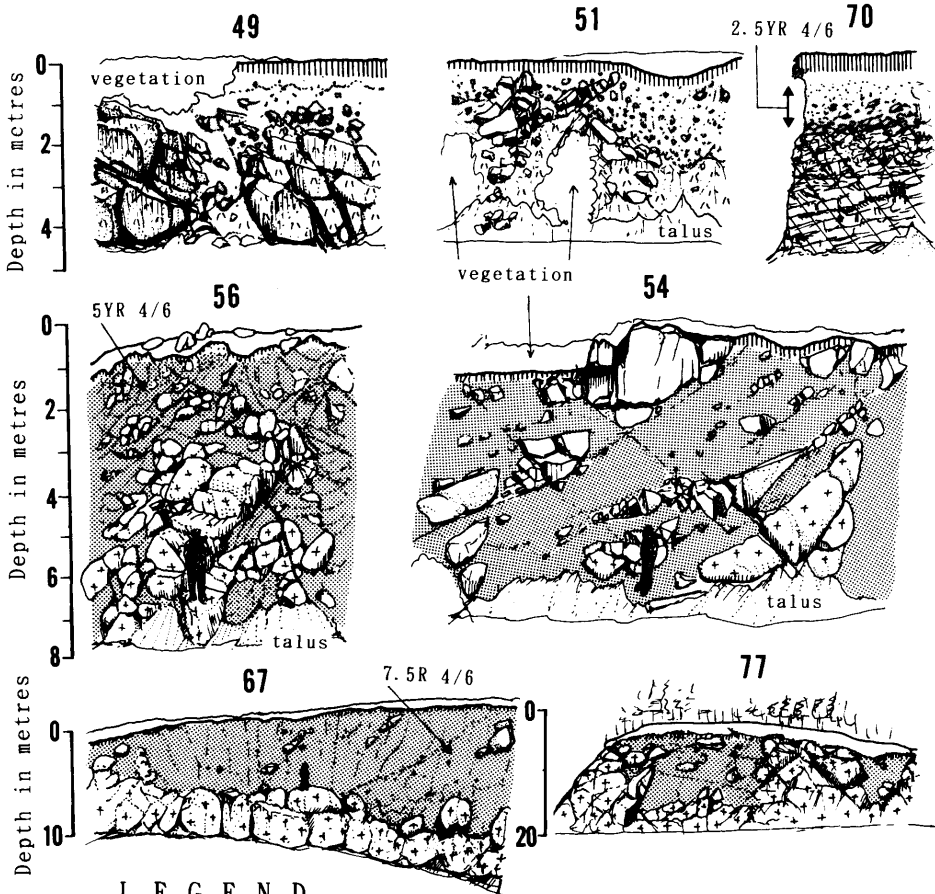 49
51
70
2.5YR 4/6
0
2
4
Depth in metres
vegetation
talus
vegetation
56
54
5YR 4/6
0
2
4
6
8
Depth in metres
talus
talus
67
77
7.5R 4/6
0
10
Depth in metres
0
20
L E G E N D